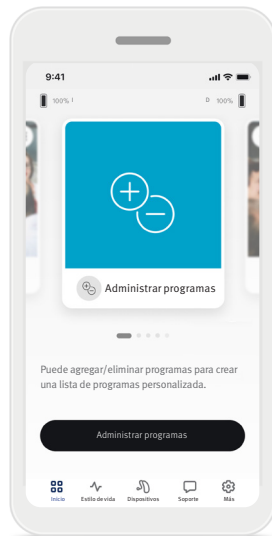 9:41
100% I
D 100%
Administrar programas
Puede agregar/eliminar programas para crear
una lista de programas personalizada.
Administrar programas
Inicio
Estilo de vida
Dispositivos
Soporte
Más